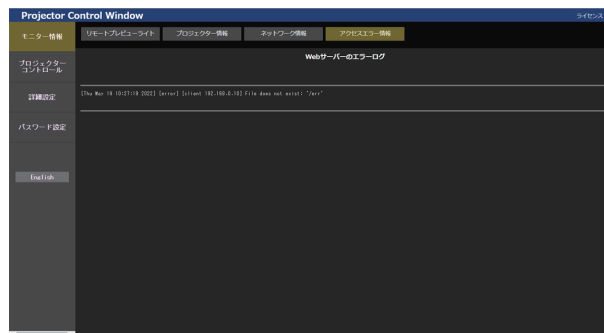 Projector Control Window
ライセンス
モニター情報
リモートプレビューライト
プロジェクター情報
ネットワーク情報
アクセスエラー情報
プロジェクター
コントロール
詳細設定
パスワード設定
English
Webサーバーのエラーログ
[Thu May 19 10:27:19 2022] [error] [client 192.168.0.10] File does not exist: '/err'